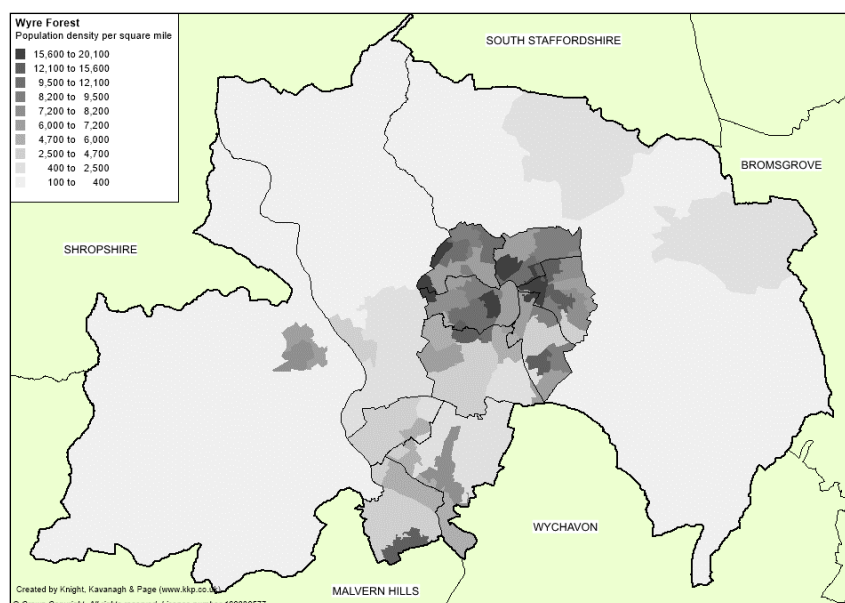 Wyre Forest
Population density per square mile
15,600 to 20,100
12,100 to 15,600
9,500 to 12,100
8,200 to 9,500
7,200 to 8,200
6,000 to 7,200
4,700 to 6,000
2,500 to 4,700
400 to 2,500
100 to 400
SOUTH STAFFORDSHIRE
BROMSGROVE
SHROPSHIRE
WYCHAVON
MALVERN HILLS
Created by Knight, Kavanagh & Page (www.kkp.co.uk)